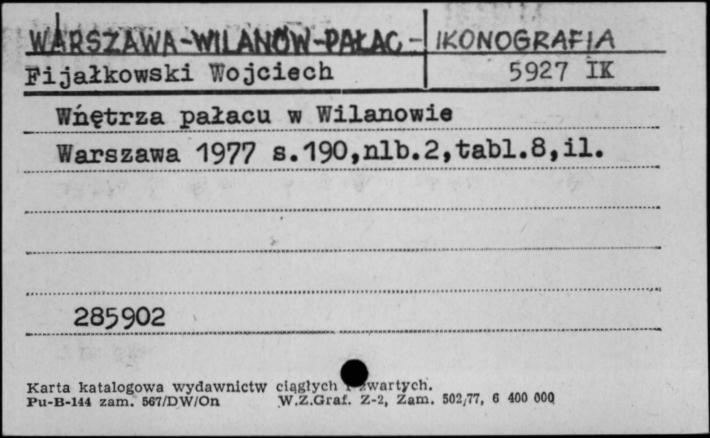 WARSZAWA-WILANÓW-PAŁAC- IKONOGRAFIA
Fijałkowski Wojciech 5927 IK
Wnętrza pałacu w Wilanowie
Warszawa 1977 s.190,nlb.2,tabl.8,il.
285902
Karta katalogowa wydawnictw ciągłych i zwartych.
Pu-B-144 zam. 567/DW/On W.Z.Graf. Z-2, Zam. 502/77, 6 400 000